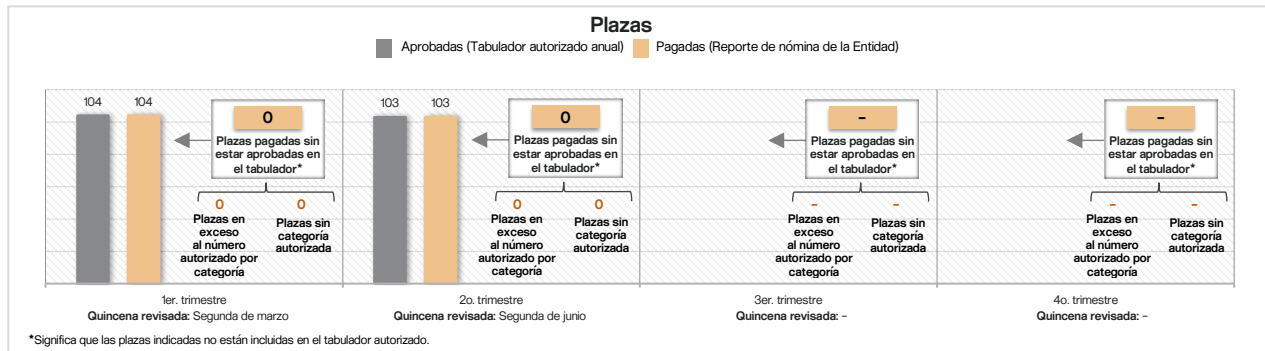 Plazas
Aprobadas (Tabulador autorizado anual) Pagadas (Reporte de nómina de la Entidad)
104 104
0
Plazas pagadas sin
estar aprobadas en
el tabulador*
0 0
Plazas en
exceso
al número
autorizado por
categoría
Plazas sin
categoría
autorizada
1er. trimestre
Quincena revisada: Segunda de marzo
103 103
0
Plazas pagadas sin
estar aprobadas en
el tabulador*
0 0
Plazas en
exceso
al número
autorizado por
categoría
Plazas sin
categoría
autorizada
2o. trimestre
Quincena revisada: Segunda de junio
-
Plazas pagadas sin
estar aprobadas en
el tabulador*
- -
Plazas en
exceso
al número
autorizado por
categoría
Plazas sin
categoría
autorizada
3er. trimestre
Quincena revisada: -
-
Plazas pagadas sin
estar aprobadas en
el tabulador*
- -
Plazas en
exceso
al número
autorizado por
categoría
Plazas sin
categoría
autorizada
4o. trimestre
Quincena revisada: -
*Significa que las plazas indicadas no están incluidas en el tabulador autorizado.